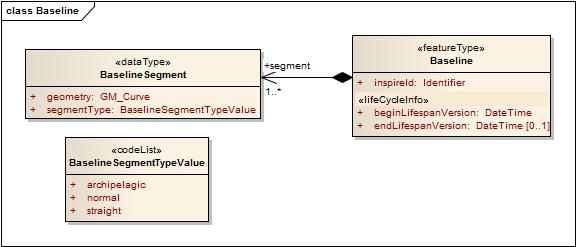 class Baseline
«dataType»
BaselineSegment
+ geometry: GM_Curve
+ segmentType: BaselineSegmentTypeValue
+segment
1..*
«featureType»
Baseline
+ inspireId: Identifier
«lifeCycleInfo»
+ beginLifespanVersion: DateTime
+ endLifespanVersion: DateTime [0..1]
«codeList»
BaselineSegmentTypeValue
+ archipelagic
+ normal
+ straight